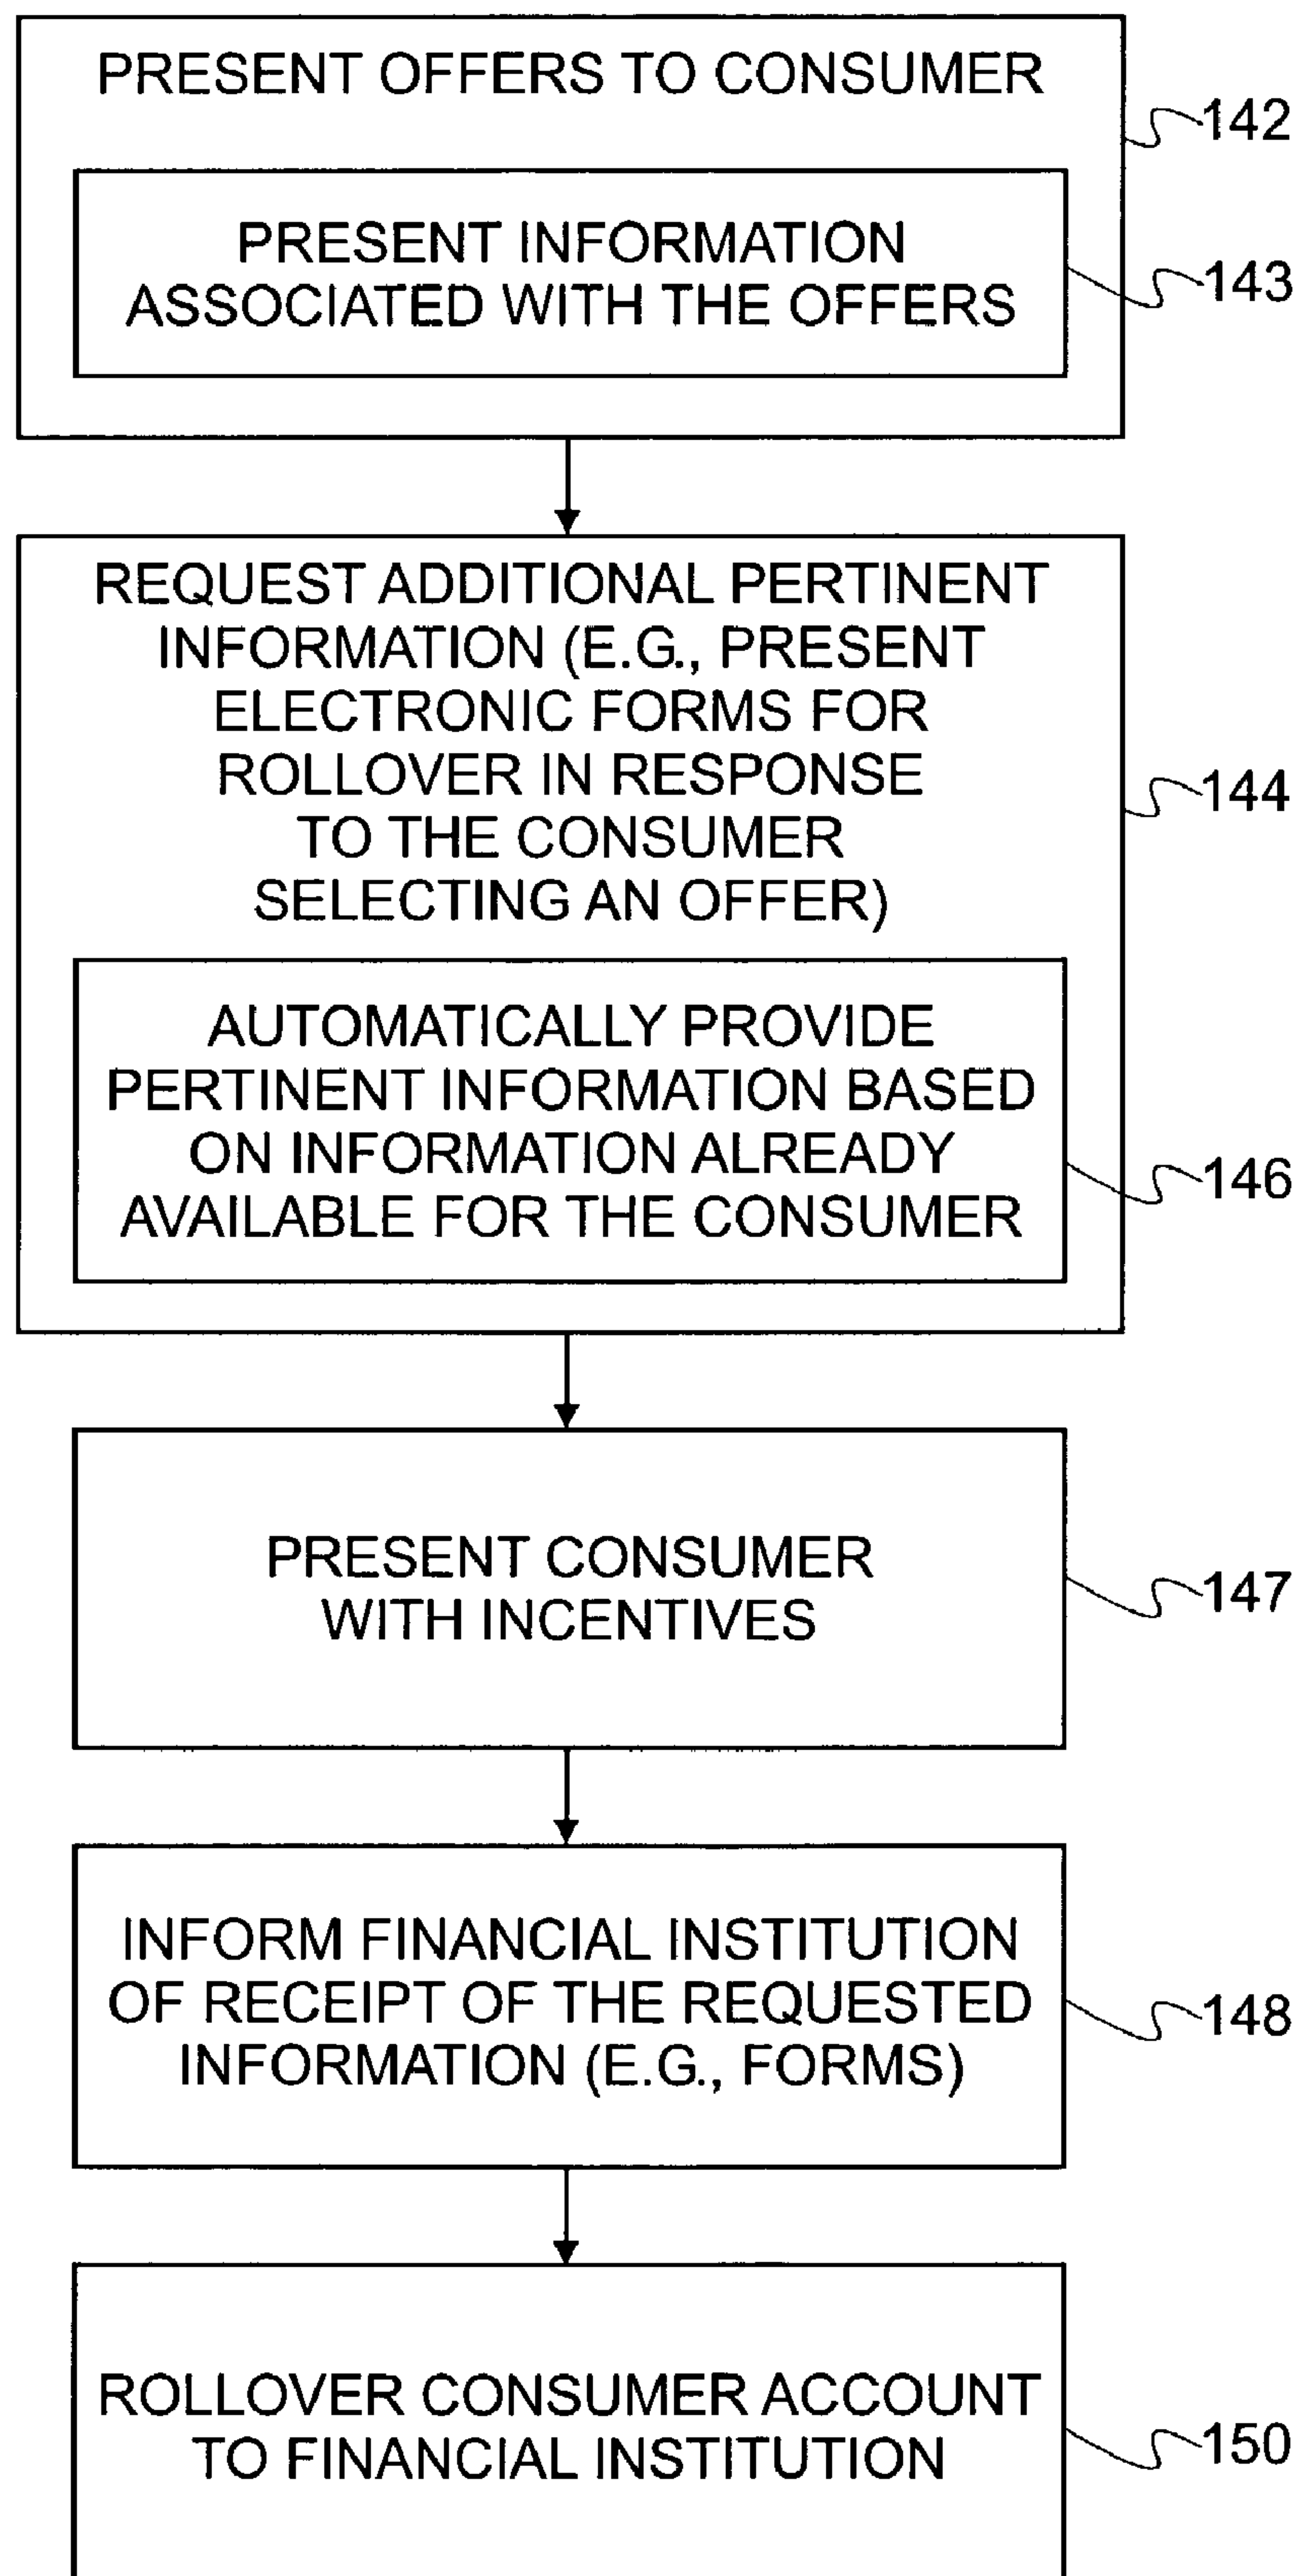 PRESENT OFFERS TO CONSUMER
142
PRESENT INFORMATION
ASSOCIATED WITH THE OFFERS
143
REQUEST ADDITIONAL PERTINENT
INFORMATION (E.G., PRESENT
ELECTRONIC FORMS FOR
ROLLOVER IN RESPONSE
TO THE CONSUMER
SELECTING AN OFFER)
144
AUTOMATICALLY PROVIDE
PERTINENT INFORMATION BASED
ON INFORMATION ALREADY
AVAILABLE FOR THE CONSUMER
146
PRESENT CONSUMER
WITH INCENTIVES
147
INFORM FINANCIAL INSTITUTION
OF RECEIPT OF THE REQUESTED
INFORMATION (E.G., FORMS)
148
ROLLOVER CONSUMER ACCOUNT
TO FINANCIAL INSTITUTION
150